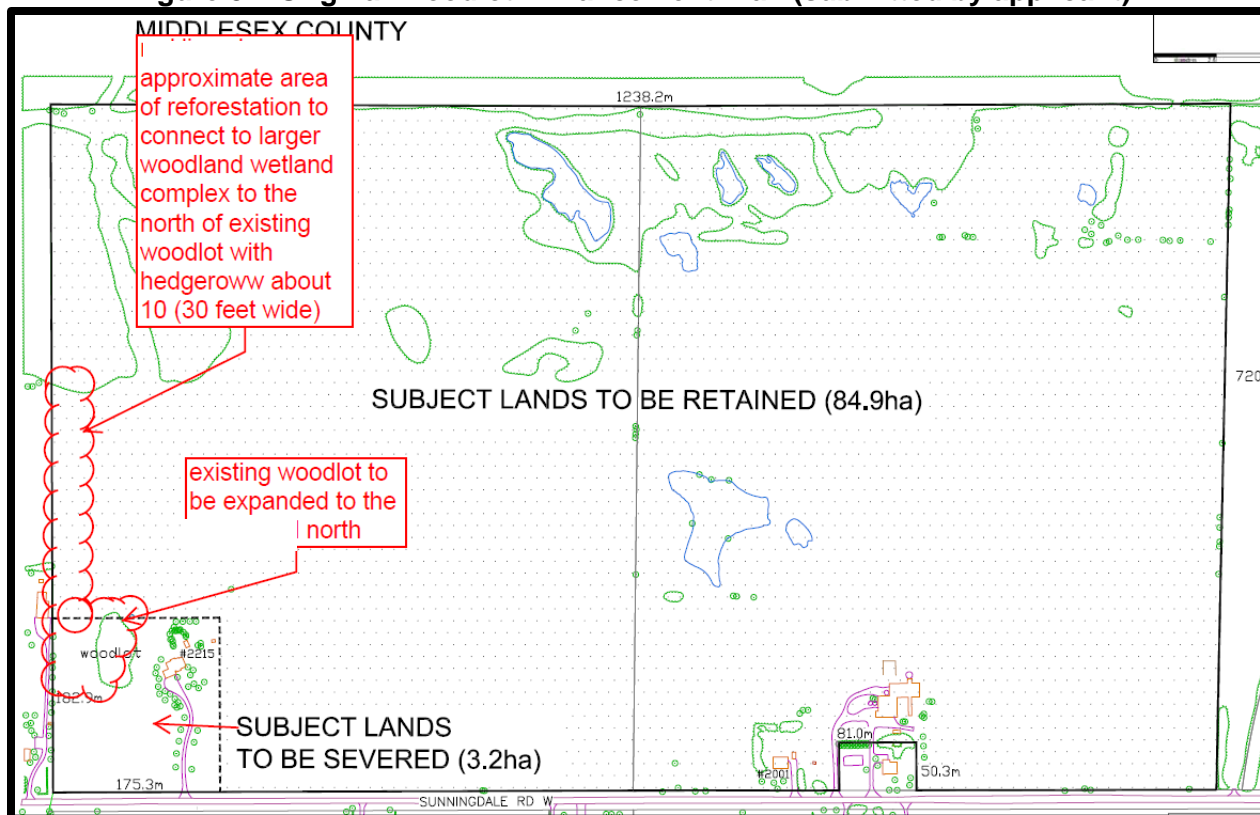 MIDDLESEX COUNTY
approximate area
of reforestation to
connect to larger
woodland wetland
complex to the
north of existing
woodlot with
hedgeroww about
10 (30 feet wide)
1238.2m
720
SUBJECT LANDS TO BE RETAINED (84.9ha)
existing woodlot to
be expanded to the
north
woodlot
#2215
182.9m
SUBJECT LANDS
TO BE SEVERED (3.2ha)
175.3m
81.0m
50.3m
#2001
SUNNINGDALE RD W